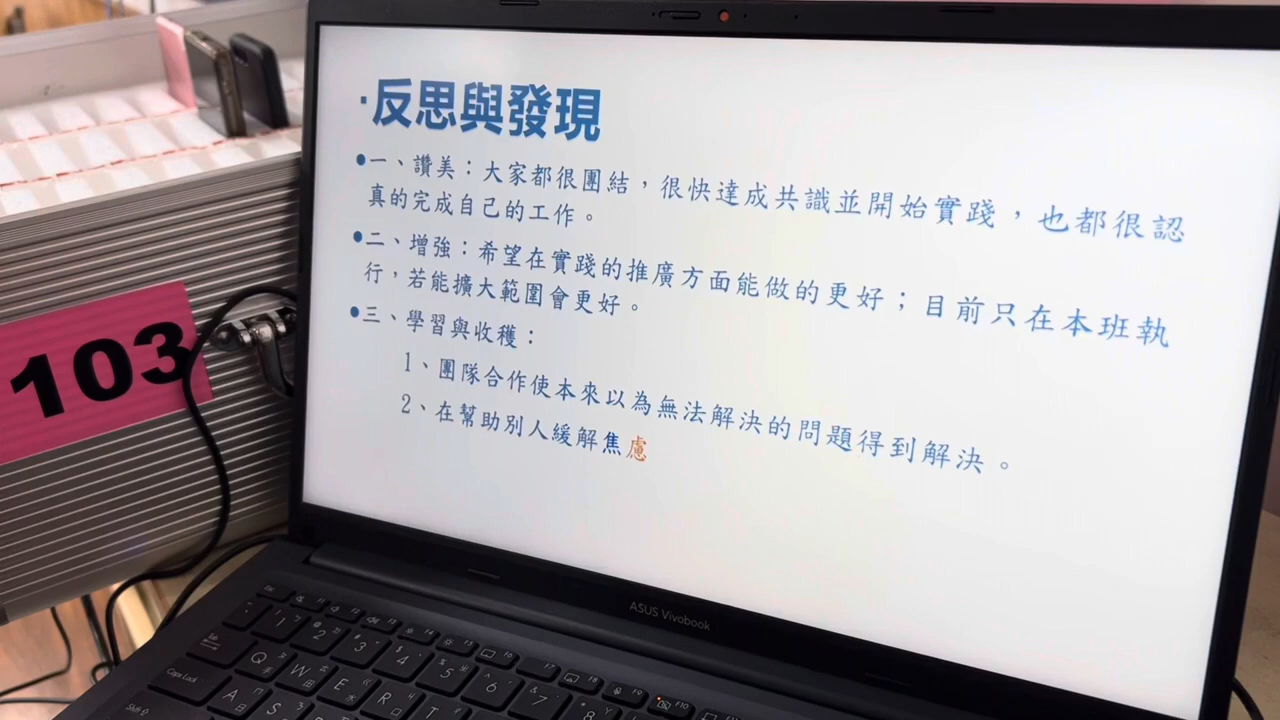 ·反思與發現
●一、讚美：大家都很團結，很快達成共識並開始實踐，也都很認
真的完成自己的工作。
●二、增強：希望在實踐的推廣方面能做的更好；目前只在本班執
行，若能擴大範圍會更好。
●三、學習與收穫：
1、團隊合作使本來以為無法解決的問題得到解決。
2、在幫助別人緩解焦慮
103
ASUS Vivobook